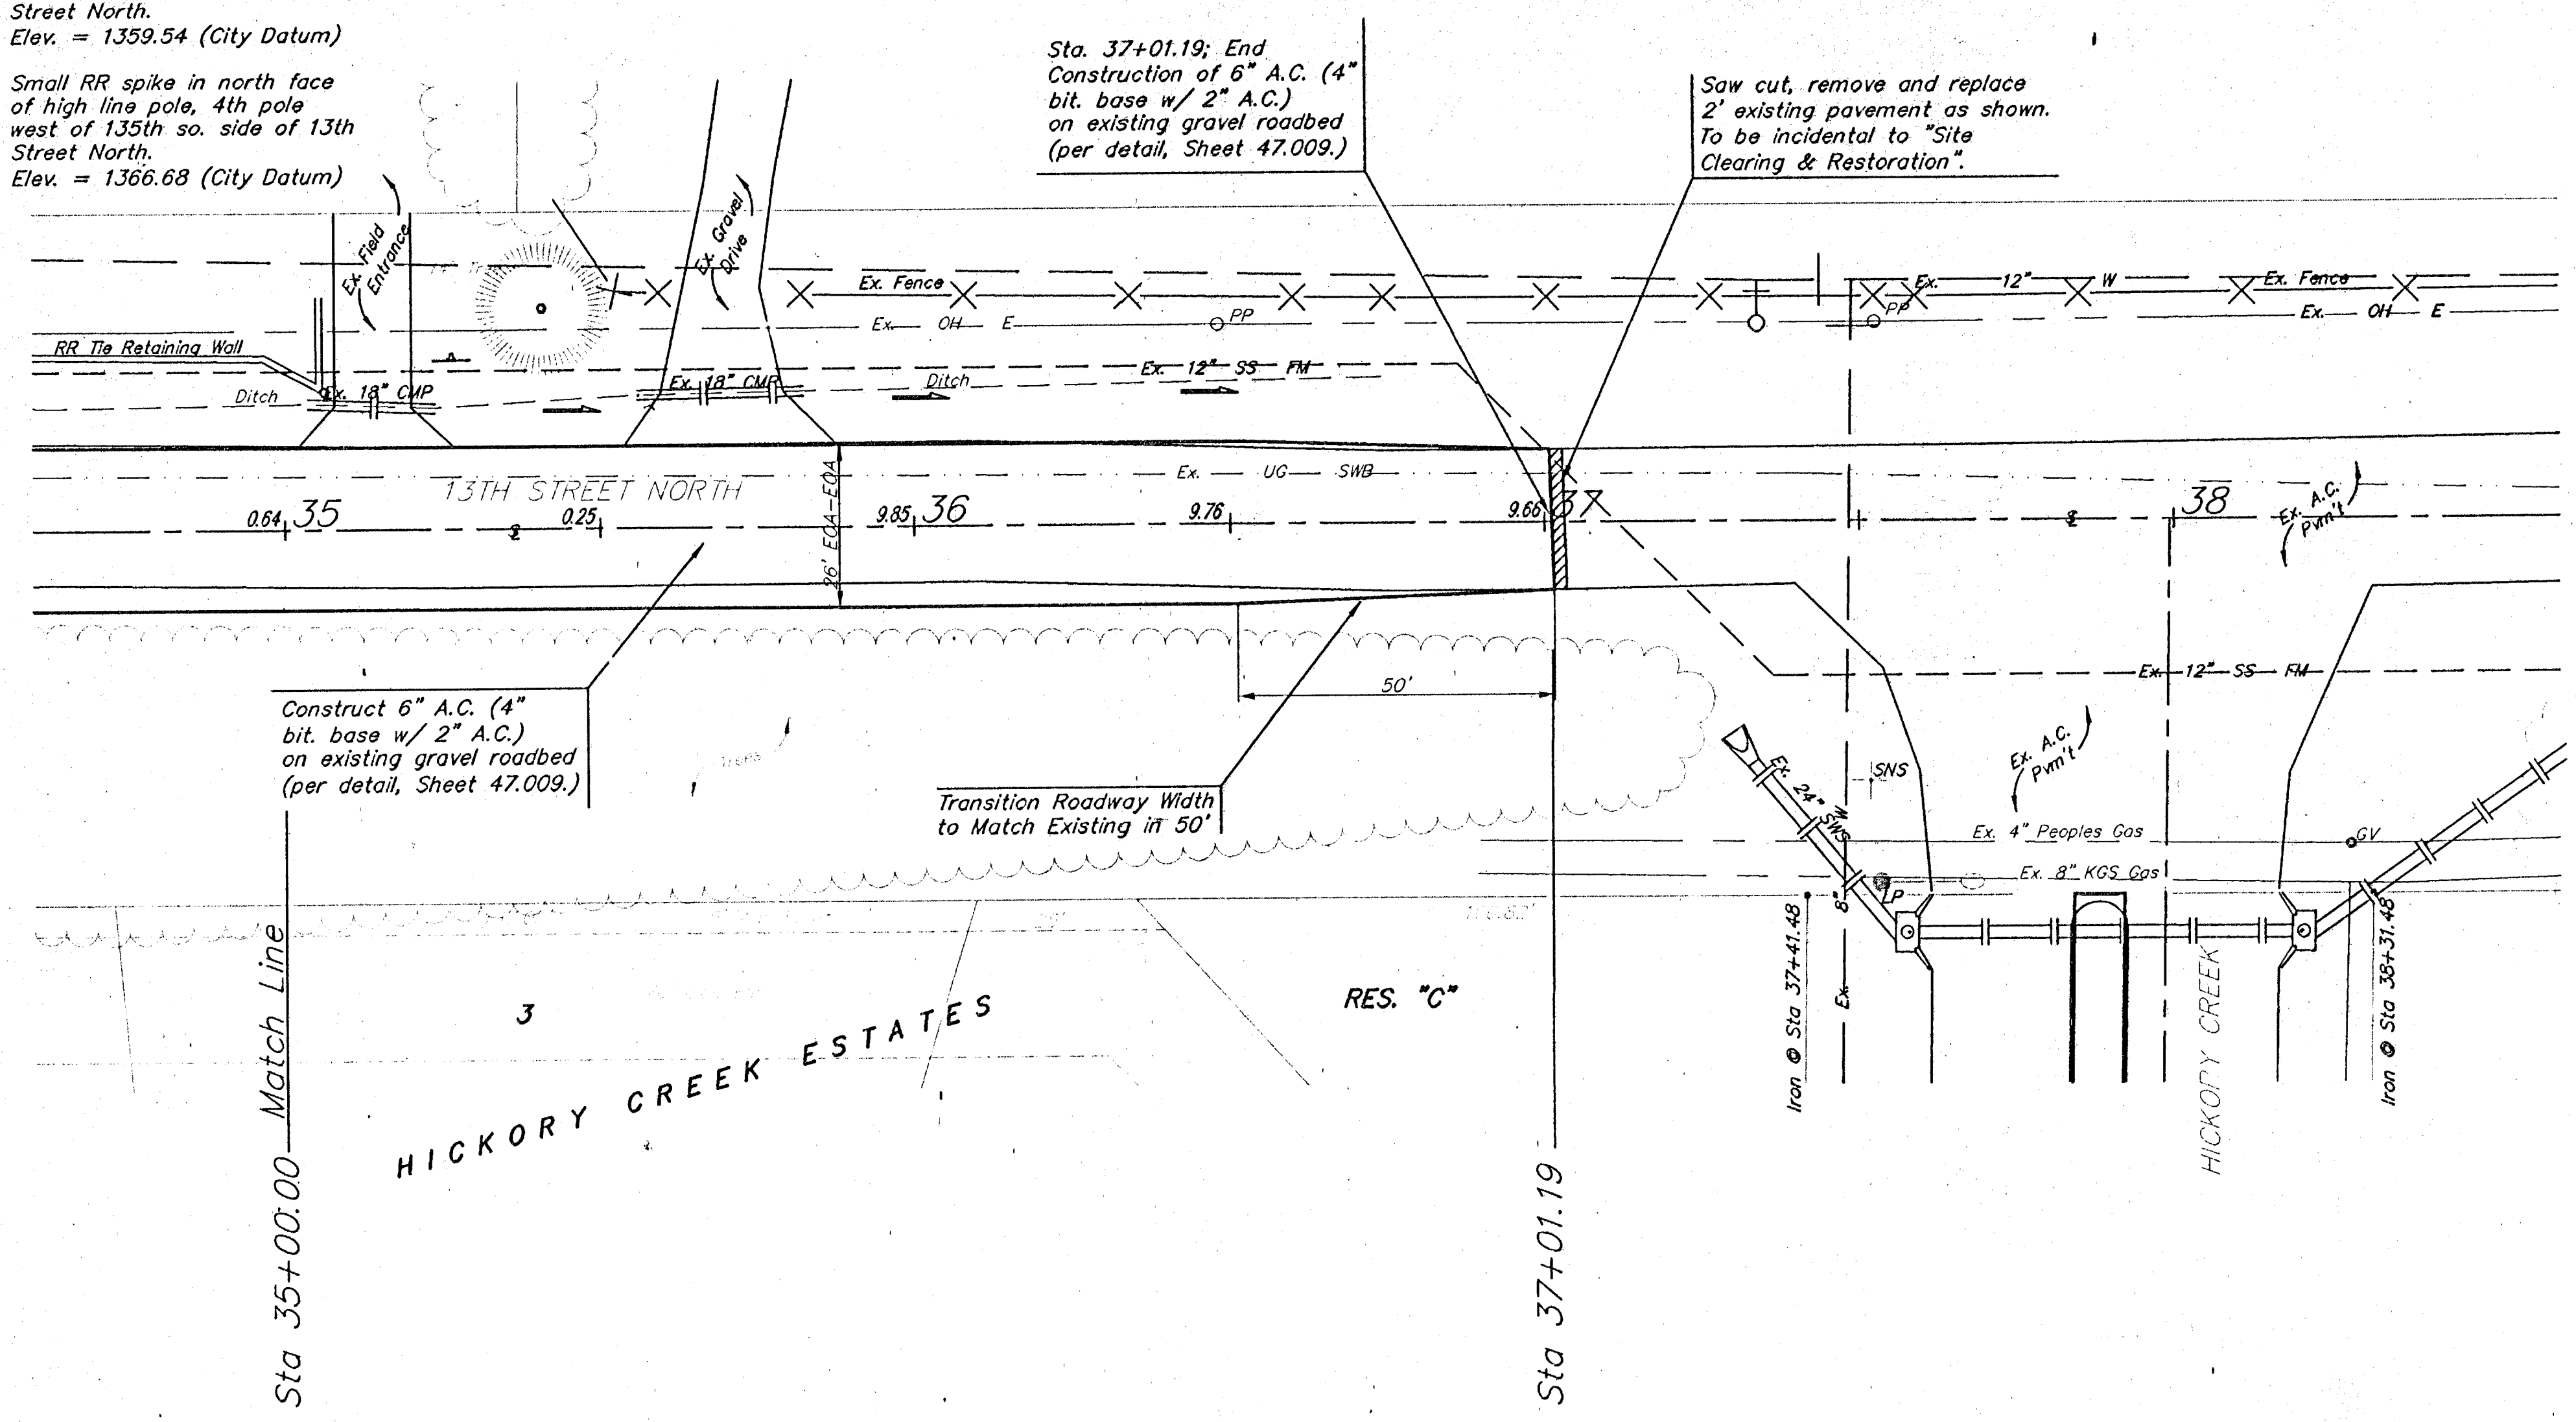 Street North.
Elev. = 1359.54 (City Datum)
Small RR spike in north face
of high line pole, 4th pole
west of 135th so. side of 13th
Street North.
Elev. = 1366.68 (City Datum)
Sta. 37+01.19; End
Construction of 6" A.C. (4"
bit. base w/ 2" A.C.)
on existing gravel roadbed
(per detail, Sheet 47.009.)
Saw cut, remove and replace
2' existing pavement as shown.
To be incidental to "Site
Clearing & Restoration".
Ex. Field
Entrance
Ex. Gravel
Drive
Ex. Fence
Ex. 12" W
Ex. Fence
Ex. OH E
PP
PP
Ex. OH E
RR Tie Retaining Wall
Ex. 12" SS FM
Ditch
Ex. 18" CMP
Ex. 18" CMP
Ditch
Ex. UG SWB
13TH STREET NORTH
26' EOA-EOA
0.64 35
0.25
9.85 36
9.76
9.66 37
38
Ex. A.C.
Pvm't
50'
Ex. 12" SS FM
Construct 6" A.C. (4"
bit. base w/ 2" A.C.)
on existing gravel roadbed
(per detail, Sheet 47.009.)
Trees
Transition Roadway Width
to Match Existing in 50'
Ex. 24" SWS
SNS
Ex. A.C.
Pvm't
Ex. 4" Peoples Gas
GV
Ex. 8" KGS Gas
LP
Ex. 8" W
Iron @ Sta 37+41.48
Iron @ Sta 38+31.48
HICKORY CREEK
3
RES. "C"
HICKORY CREEK ESTATES
Sta 35+00.00 Match Line
Sta 37+01.19